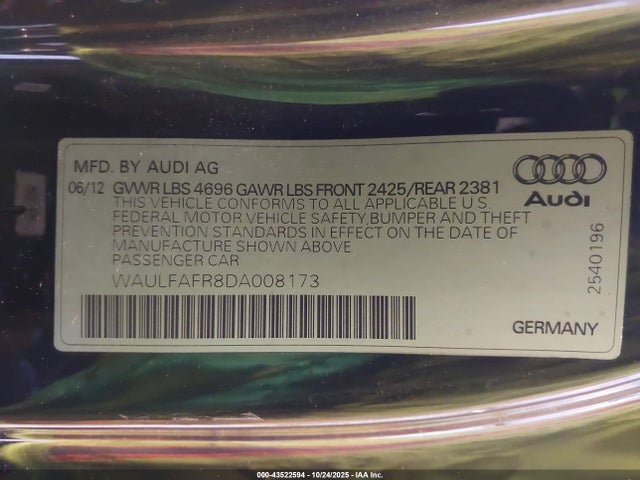 MFD. BY AUDI AG
06/12 GVWR LBS 4696 GAWR LBS FRONT 2425/REAR 2381
THIS VEHICLE CONFORMS TO ALL APPLICABLE U.S.
FEDERAL MOTOR VEHICLE SAFETY,BUMPER AND THEFT
PREVENTION STANDARDS IN EFFECT ON THE DATE OF
MANUFACTURE SHOWN ABOVE
PASSENGER CAR
WAULFAFR8DA008173
Audi
2540196
GERMANY
000-43522594 - 10/24/2025 - IAA Inc.